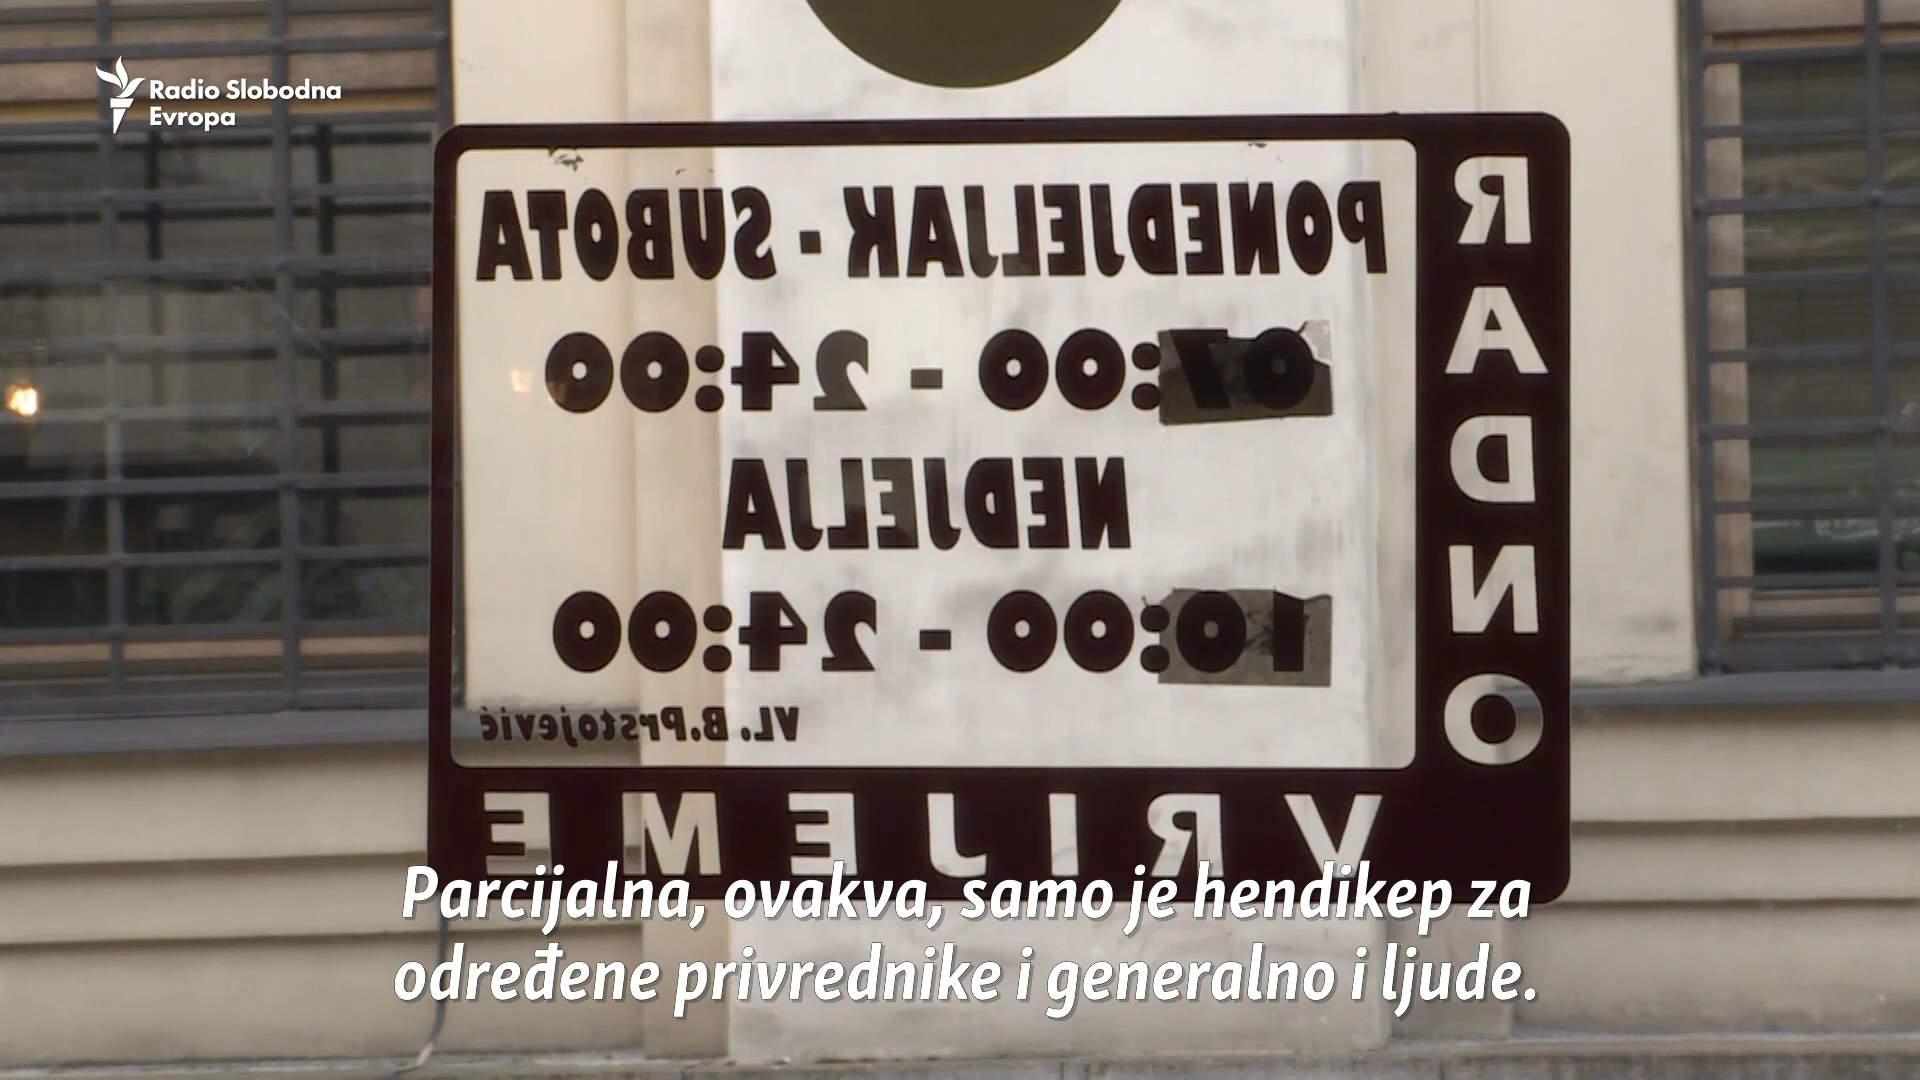 Radio Slobodna
Evropa
RADNO
PONEDJELJAK - SUBOTA
07:00 - 24:00
NEDJELJA
10:00 - 24:00
VL. B.Prstojević
VRIJEME
Parcijalna, ovakva, samo je hendikep za
određene privrednike i generalno i ljude.